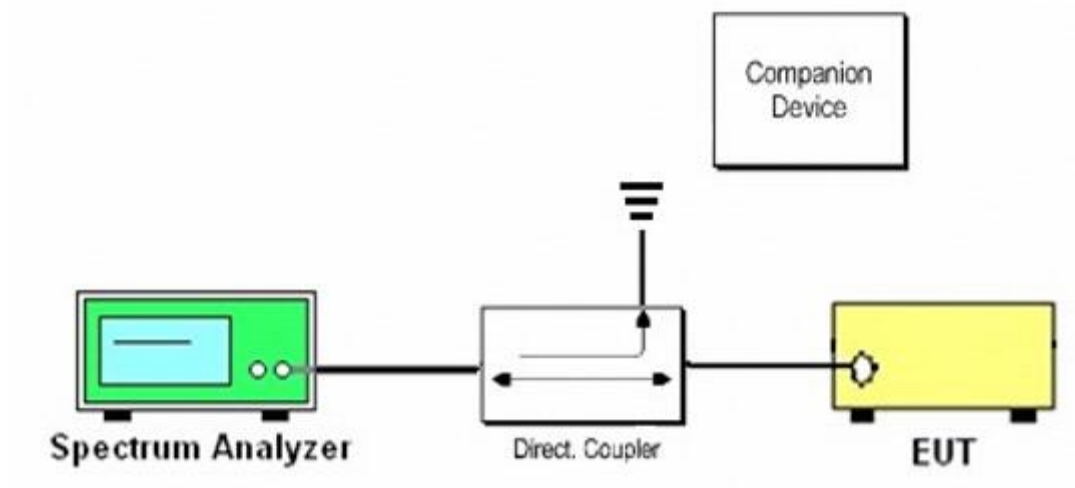 Companion
Device
Spectrum Analyzer
Direct. Coupler
EUT